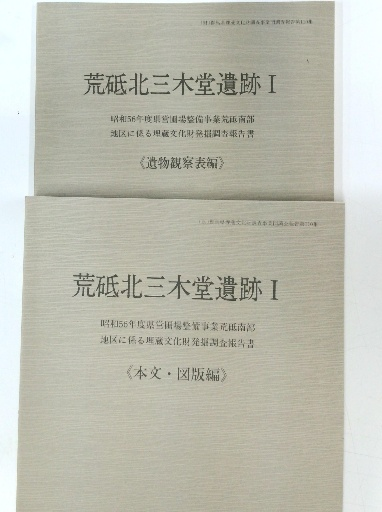 荒砥北三木堂遺跡Ⅰ
昭和56年度県営圃場整備事業荒砥南部
地区に係る埋蔵文化財発掘調査報告書
《遺物観察表編》
荒砥北三木堂遺跡Ⅰ
昭和56年度県営圃場整備事業荒砥南部
地区に係る埋蔵文化財発掘調査報告書
《本文・図版編》